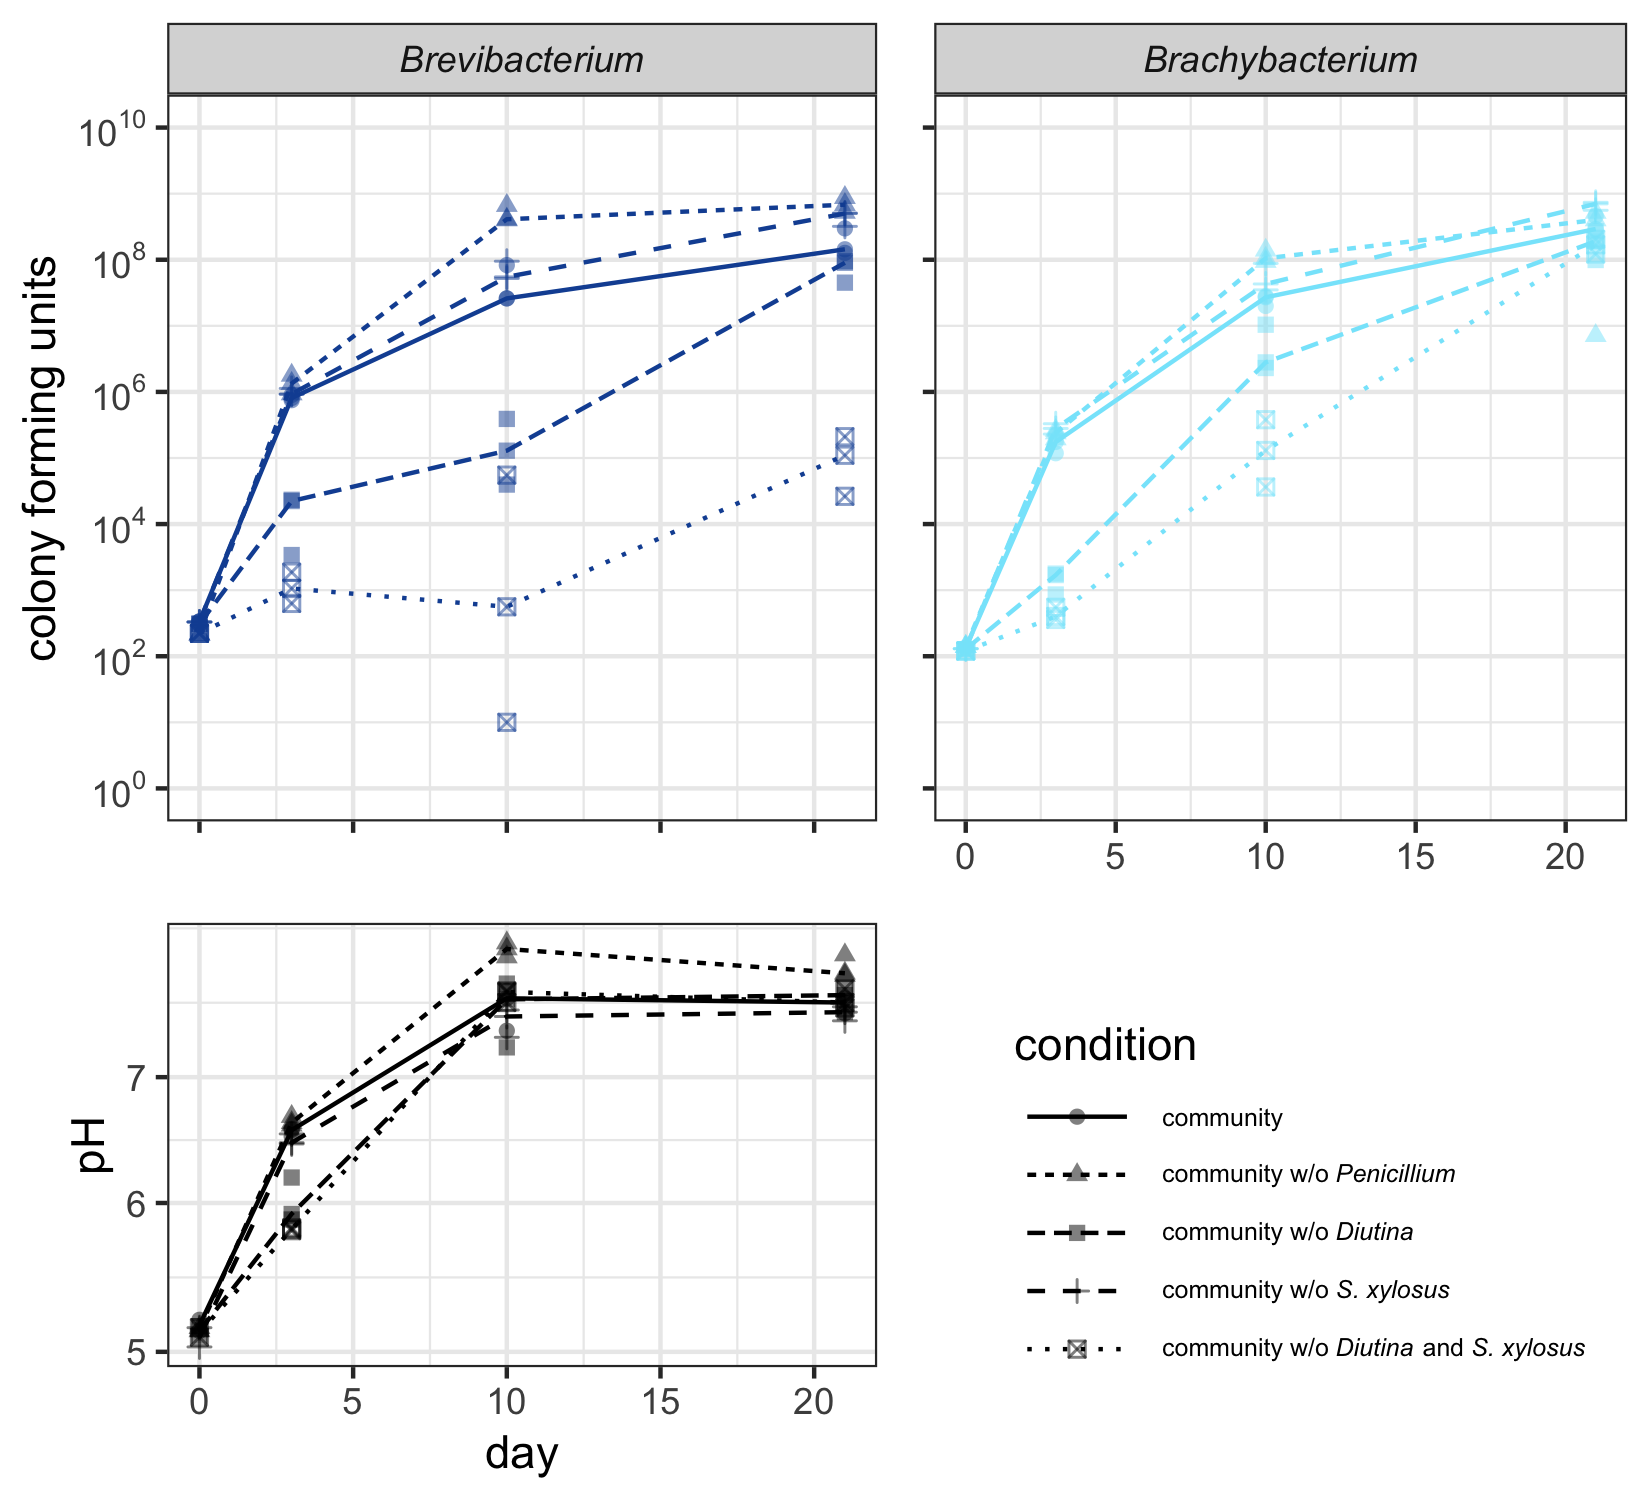 Brevibacterium
Brachybacterium
colony forming units
10^10
10^8
10^6
10^4
10^2
10^0
0 5 10 15 20
pH
7
6
5
0 5 10 15 20
day
condition
community
community w/o Penicillium
community w/o Diutina
community w/o S. xylosus
community w/o Diutina and S. xylosus